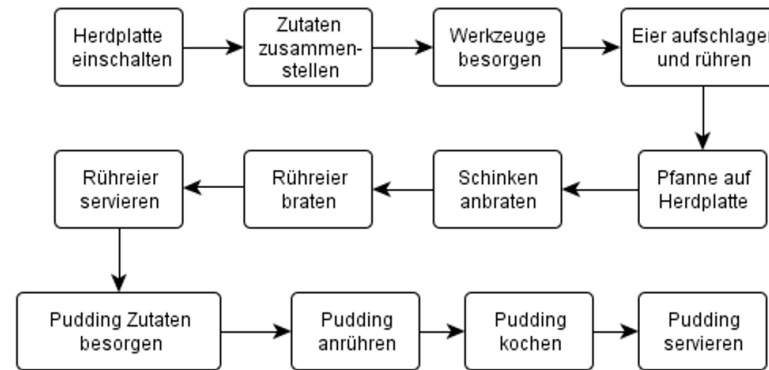 Herdplatte
einschalten
Zutaten
zusammen-
stellen
Werkzeuge
besorgen
Eier aufschlagen
und rühren
Pfanne auf
Herdplatte
Schinken
anbraten
Rühreier
braten
Rühreier
servieren
Pudding Zutaten
besorgen
Pudding
anrühren
Pudding
kochen
Pudding
servieren